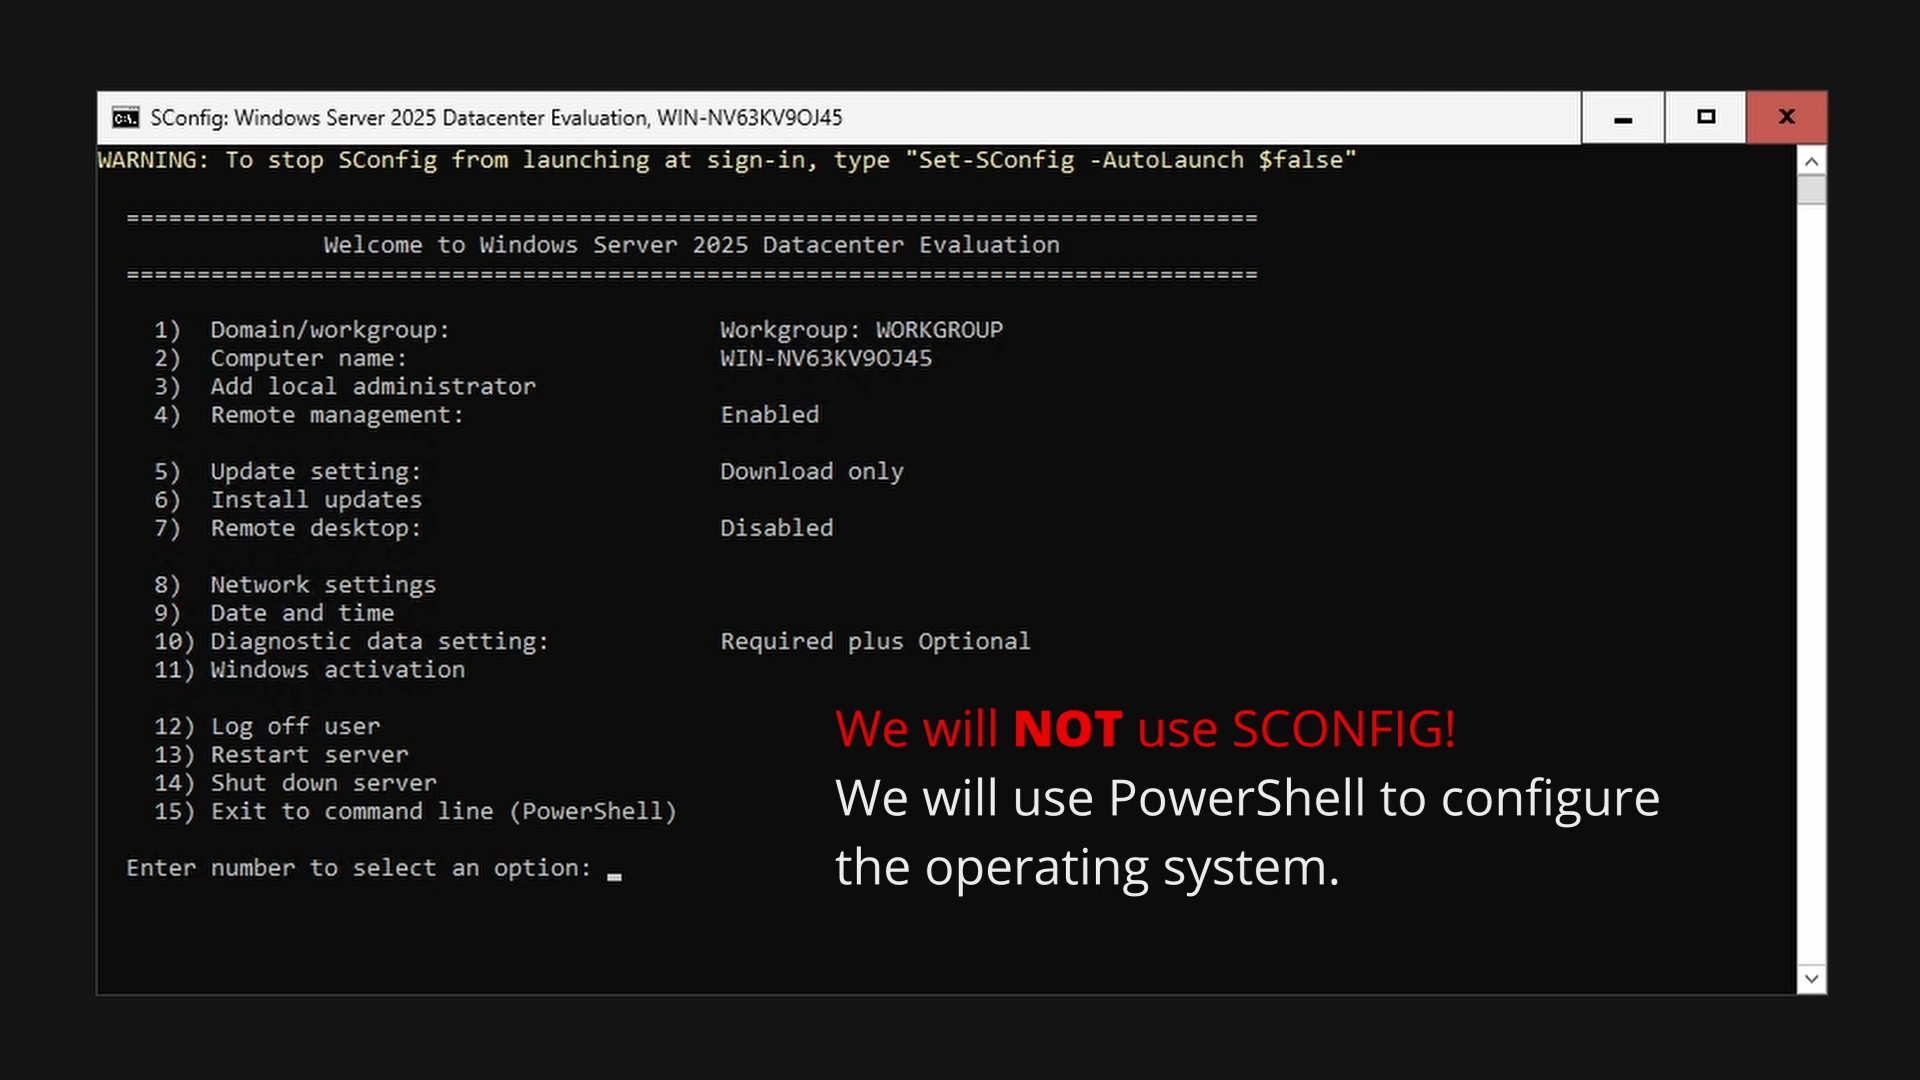 SConfig: Windows Server 2025 Datacenter Evaluation, WIN-NV63KV9OJ45
WARNING: To stop SConfig from launching at sign-in, type "Set-SConfig -AutoLaunch $false"
================================================================================
Welcome to Windows Server 2025 Datacenter Evaluation
================================================================================
1) Domain/workgroup: Workgroup: WORKGROUP
2) Computer name: WIN-NV63KV9OJ45
3) Add local administrator
4) Remote management: Enabled
5) Update setting: Download only
6) Install updates
7) Remote desktop: Disabled
8) Network settings
9) Date and time
10) Diagnostic data setting: Required plus Optional
11) Windows activation
12) Log off user
13) Restart server
14) Shut down server
15) Exit to command line (PowerShell)
Enter number to select an option:
We will NOT use SCONFIG!
We will use PowerShell to configure
the operating system.